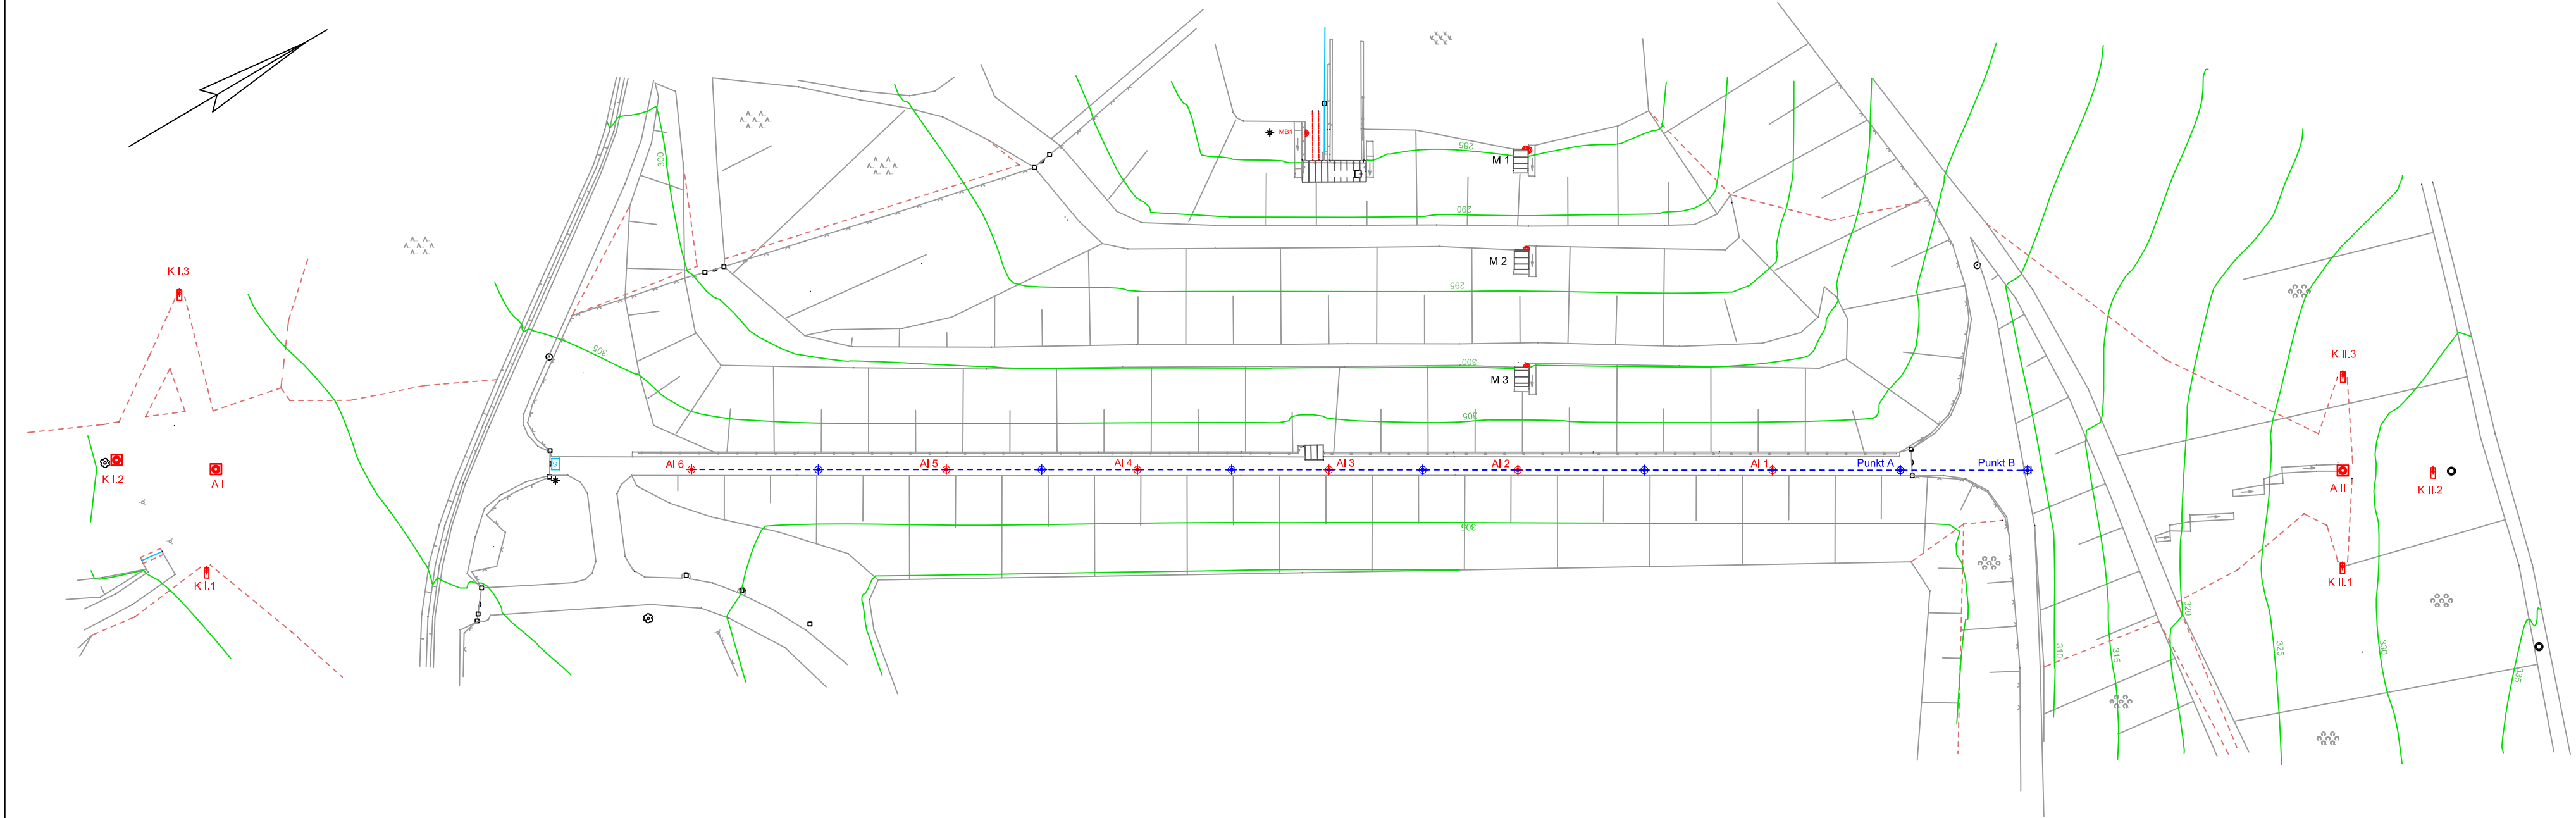 MB1
285
M 1
300
290
M 2
K I.3
295
305
300
K II.3
M 3
305
AI 6
AI 5
AI 4
AI 3
AI 2
AI 1
Punkt A
Punkt B
K I.2
A I
A II
K II.2
305
K I.1
K II.1
320
310
315
325
330
335